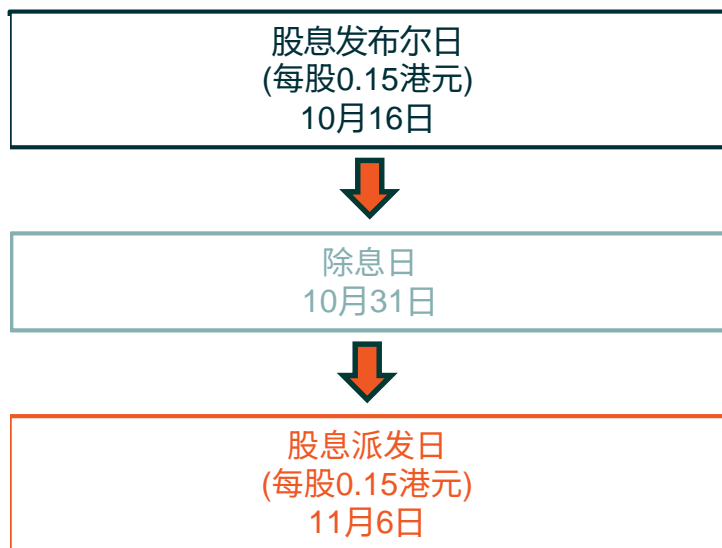 股息发布尔日
(每股0.15港元)
10月16日
除息日
10月31日
股息派发日
(每股0.15港元)
11月6日